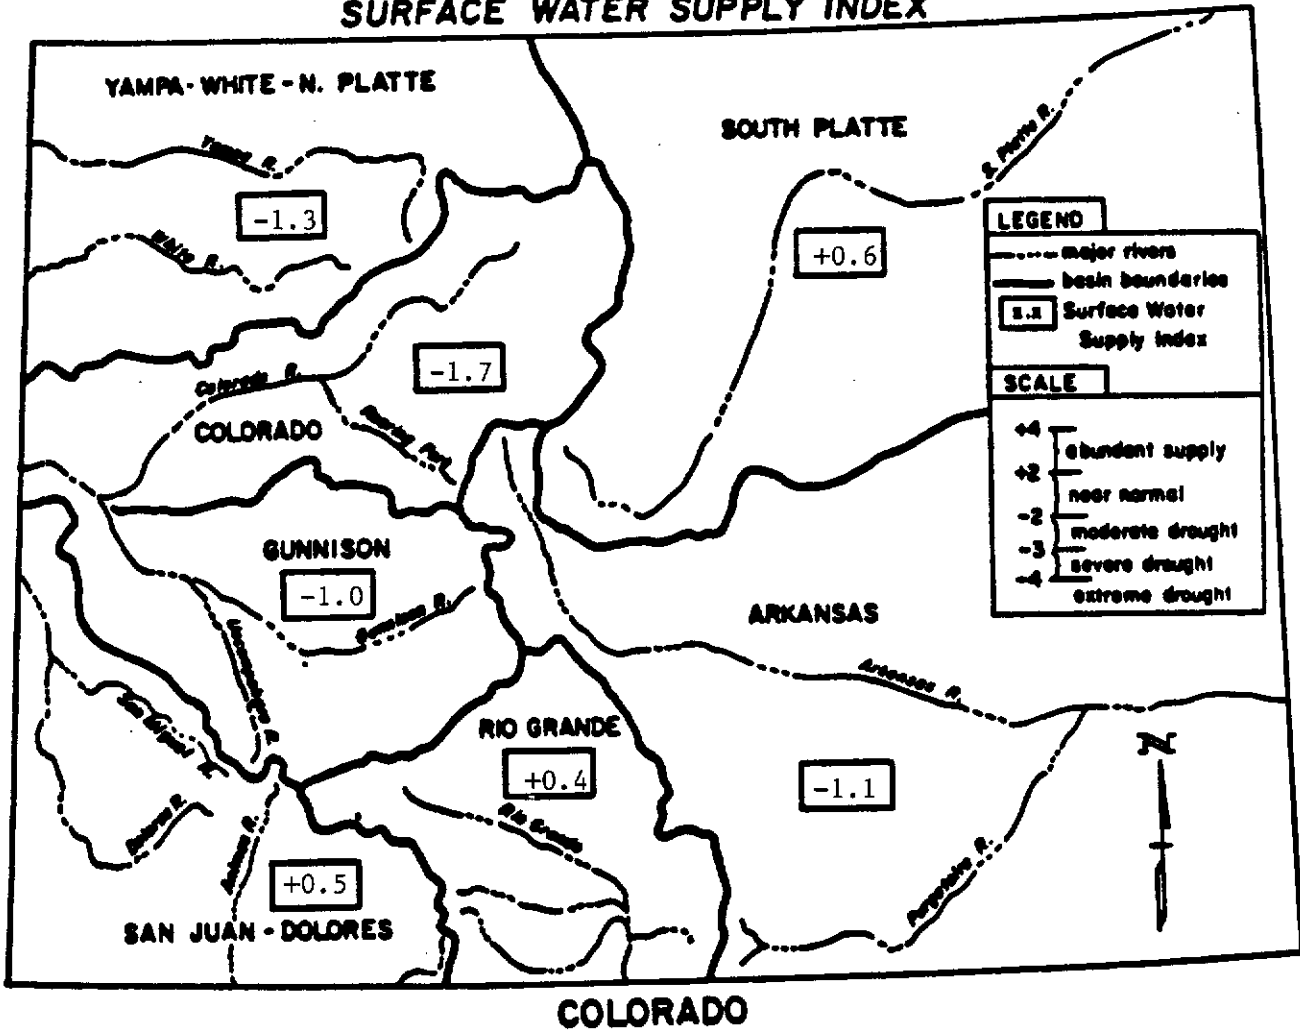 SURFACE WATER SUPPLY INDEX
YAMPA-WHITE-N. PLATTE
SOUTH PLATTE
Yampa R.
S. Platte R.
-1.3
White R.
+0.6
LEGEND
major rivers
basin boundaries
x.x Surface Water
Supply Index
-1.7
Colorado R.
COLORADO
Roaring Fork
SCALE
+4
abundant supply
+2
near normal
-2
moderate drought
-3
severe drought
-4
extreme drought
GUNNISON
-1.0
Gunnison R.
Uncompahgre R.
ARKANSAS
Arkansas R.
San Miguel R.
RIO GRANDE
+0.4
Rio Grande
-1.1
N
Dolores R.
Animas R.
+0.5
Purgatoire R.
SAN JUAN-DOLORES
COLORADO